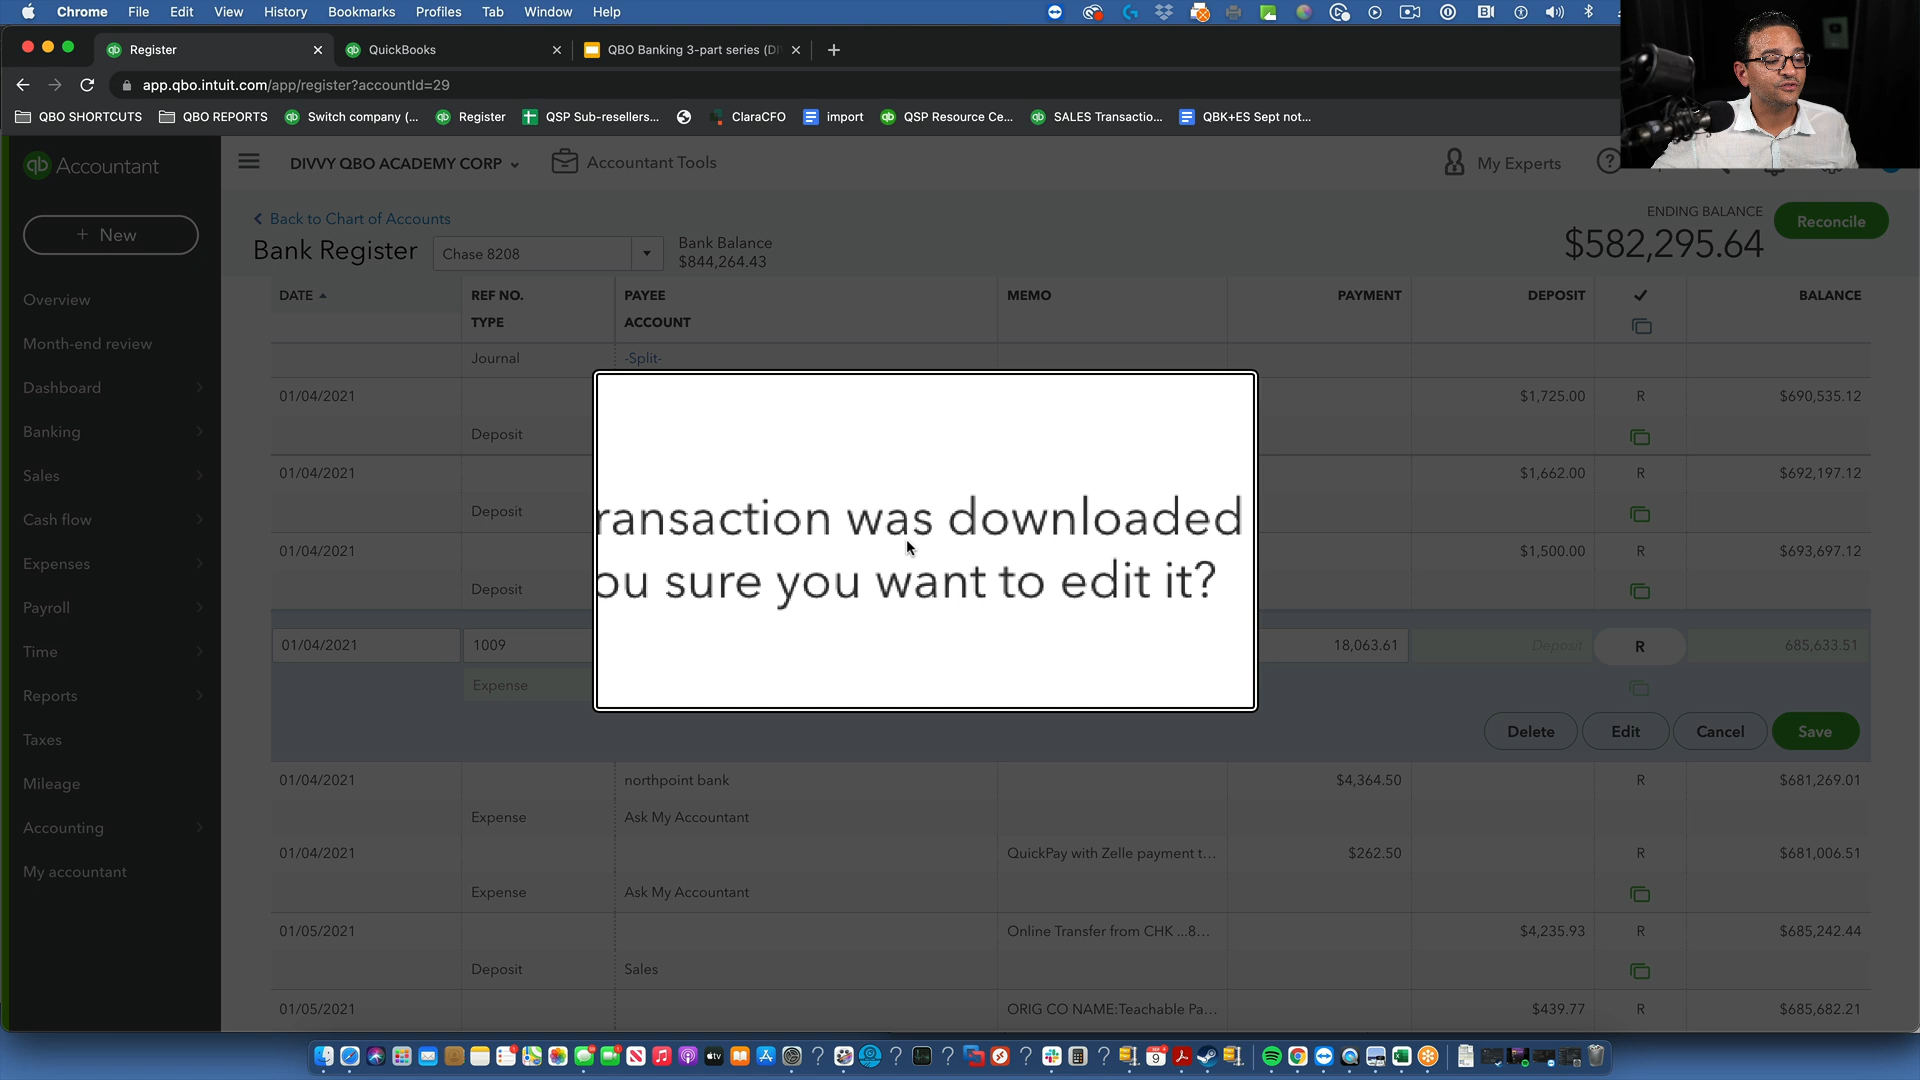 Chrome File Edit View History Bookmarks Profiles Tab Window Help
Register QuickBooks QBO Banking 3-part series (DI
app.qbo.intuit.com/app/register?accountId=29
QBO SHORTCUTS QBO REPORTS Switch company (... Register QSP Sub-resellers... ClaraCFO import QSP Resource Ce... SALES Transactio... QBK+ES Sept not...
qb Accountant
DIVVY QBO ACADEMY CORP Accountant Tools My Experts
+ New
Overview
Month-end review
Dashboard
Banking
Sales
Cash flow
Expenses
Payroll
Time
Reports
Taxes
Mileage
Accounting
My accountant
Back to Chart of Accounts
Bank Register Chase 8208
Bank Balance
$844,264.43
ENDING BALANCE
$582,295.64
Reconcile
DATE REF NO. PAYEE MEMO PAYMENT DEPOSIT ✓ BALANCE
TYPE ACCOUNT
Journal -Split-
01/04/2021 $1,725.00 R $690,535.12
Deposit
01/04/2021 $1,662.00 R $692,197.12
Deposit
01/04/2021 $1,500.00 R $693,697.12
Deposit
ransaction was downloaded
ou sure you want to edit it?
01/04/2021 1009 18,063.61 Deposit R 685,633.51
Expense
Delete Edit Cancel Save
01/04/2021 northpoint bank $4,364.50 R $681,269.01
Expense Ask My Accountant
01/04/2021 QuickPay with Zelle payment t... $262.50 R $681,006.51
Expense Ask My Accountant
01/05/2021 Online Transfer from CHK ...8... $4,235.93 R $685,242.44
Deposit Sales
01/05/2021 ORIG CO NAME:Teachable Pa... $439.77 R $685,682.21